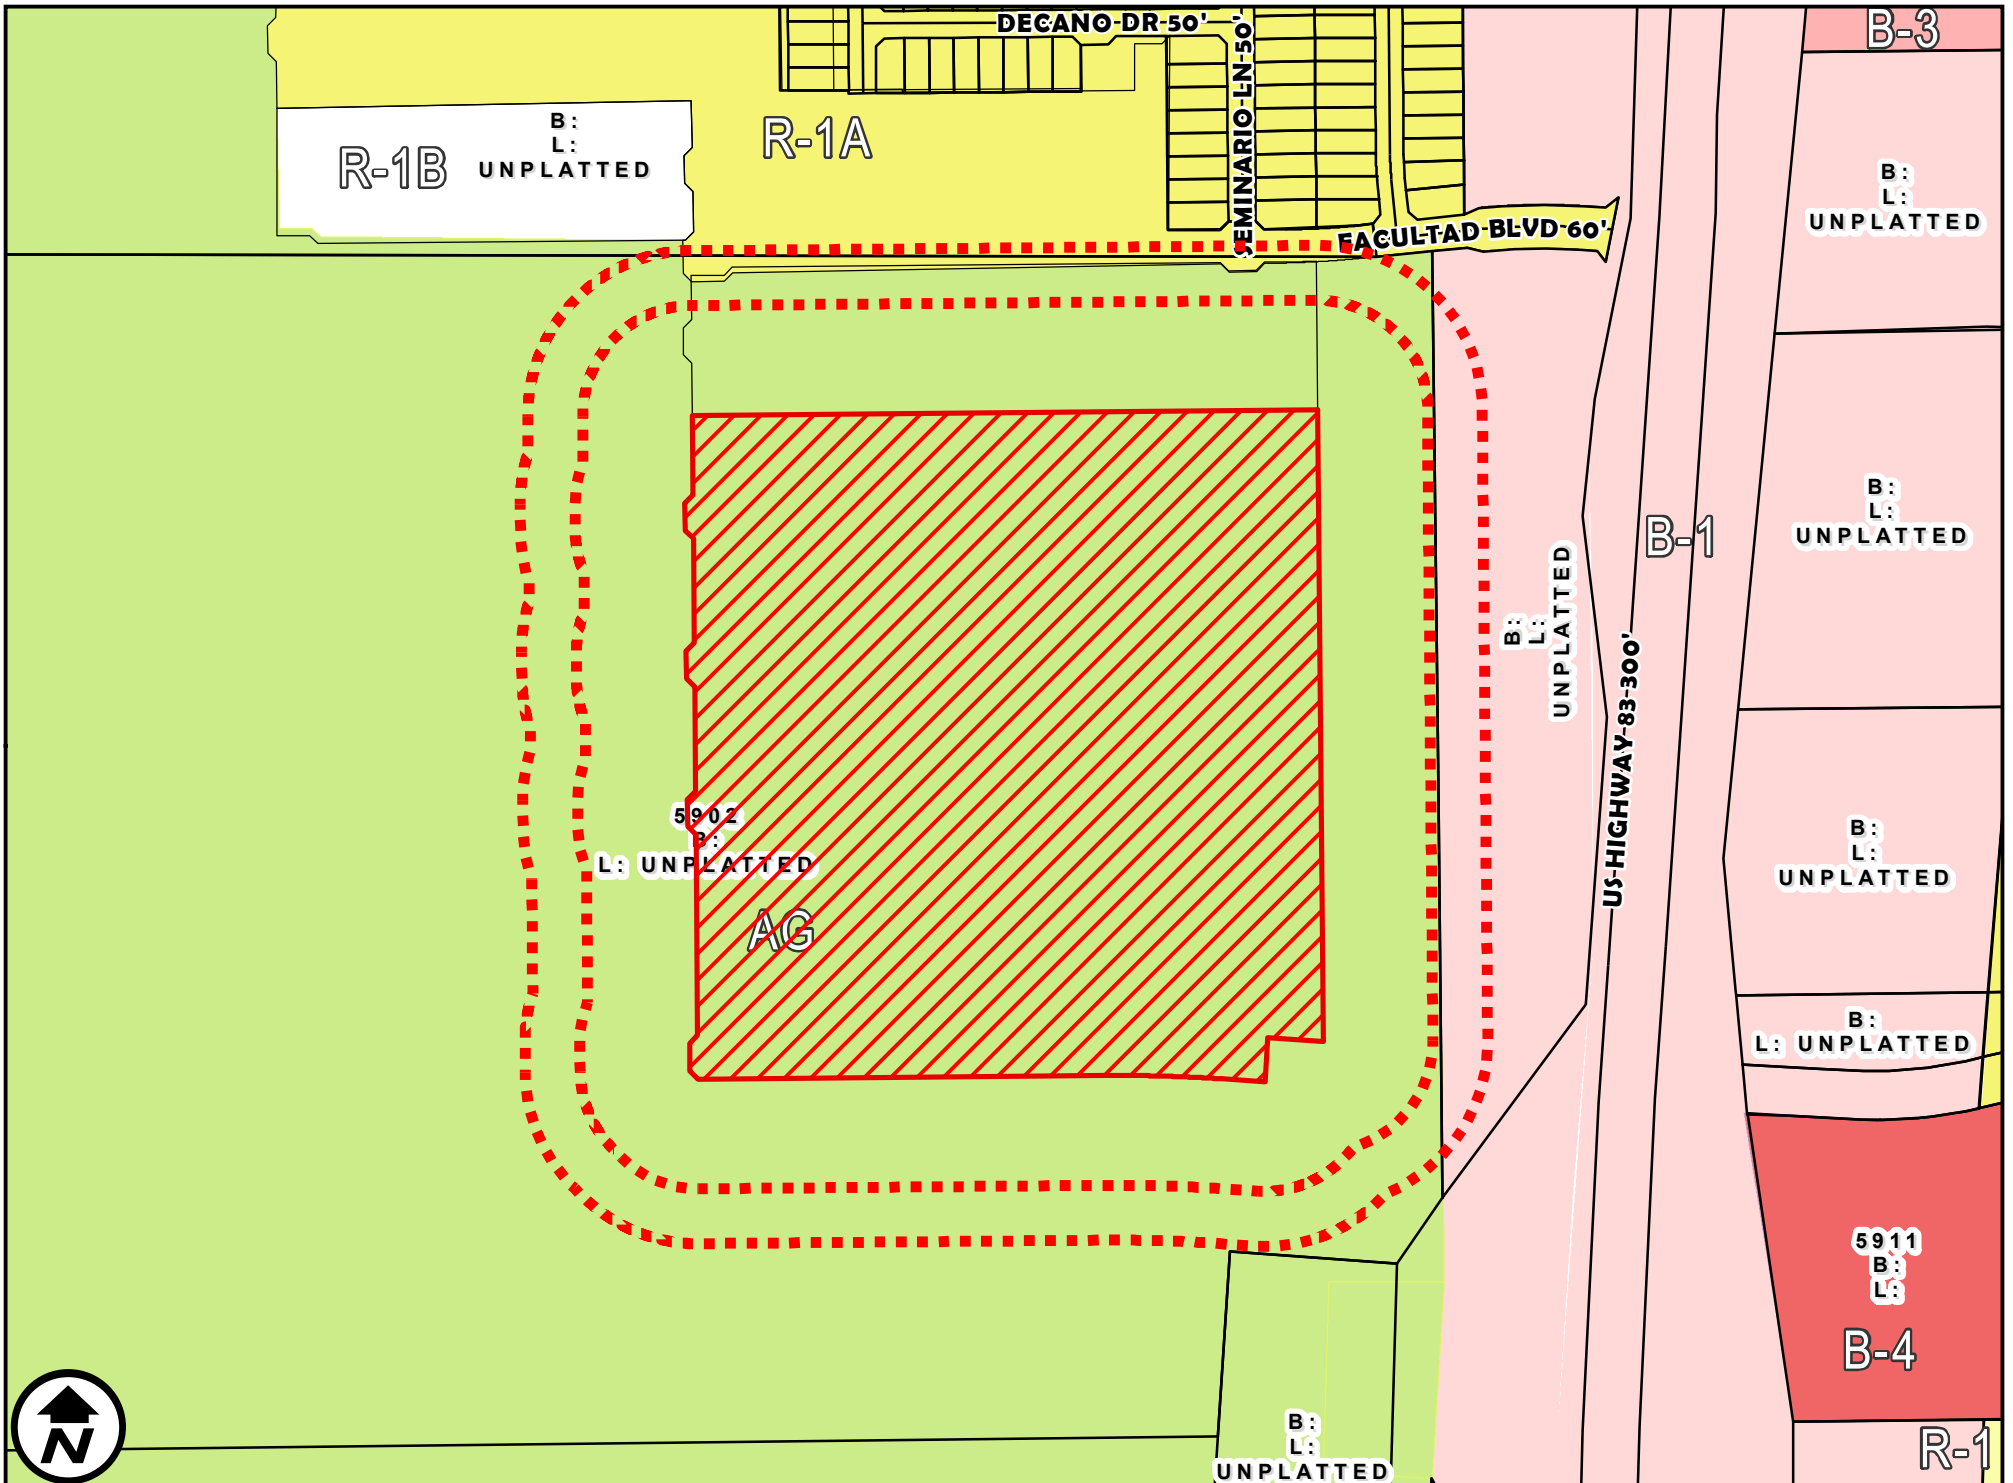 DECANO DR 50'
SEMINARIO LN 50'
B-3
R-1B
B:
L:
UNPLATTED
R-1A
B:
L:
UNPLATTED
FACULTAD BLVD 60'
B:
L:
UNPLATTED
B-1
B:
L:
UNPLATTED
US HIGHWAY 83 300'
5902
B:
L: UNPLATTED
AG
B:
L:
UNPLATTED
B:
L: UNPLATTED
5911
B:
L:
B-4
B:
L:
UNPLATTED
R-1
N